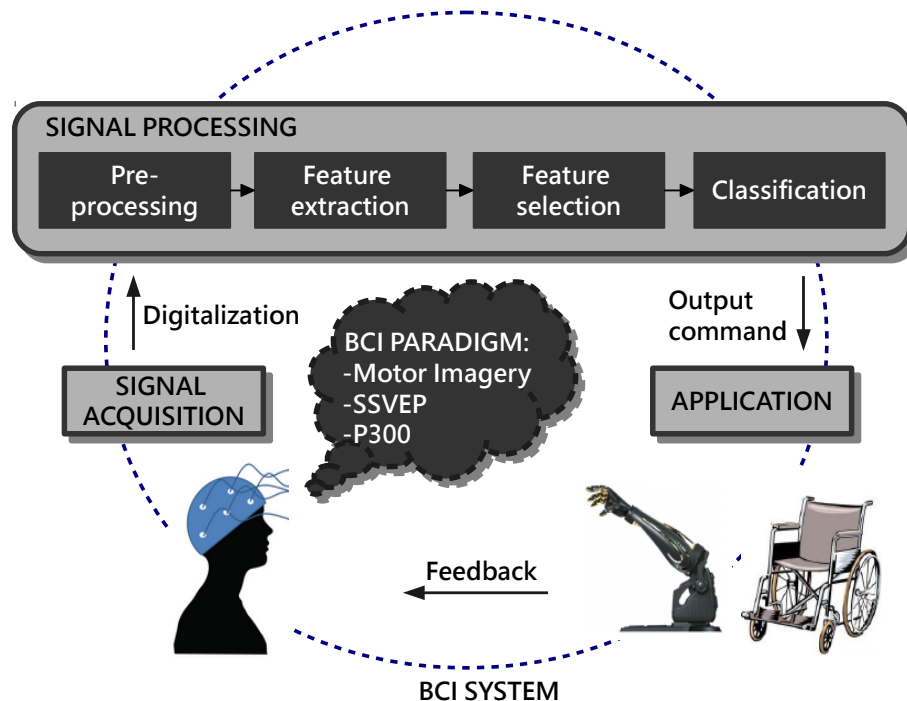 SIGNAL PROCESSING
Pre-
processing
Feature
extraction
Feature
selection
Classification
Digitalization
Output
command
BCI PARADIGM:
-Motor Imagery
-SSVEP
-P300
SIGNAL
ACQUISITION
APPLICATION
Feedback
BCI SYSTEM